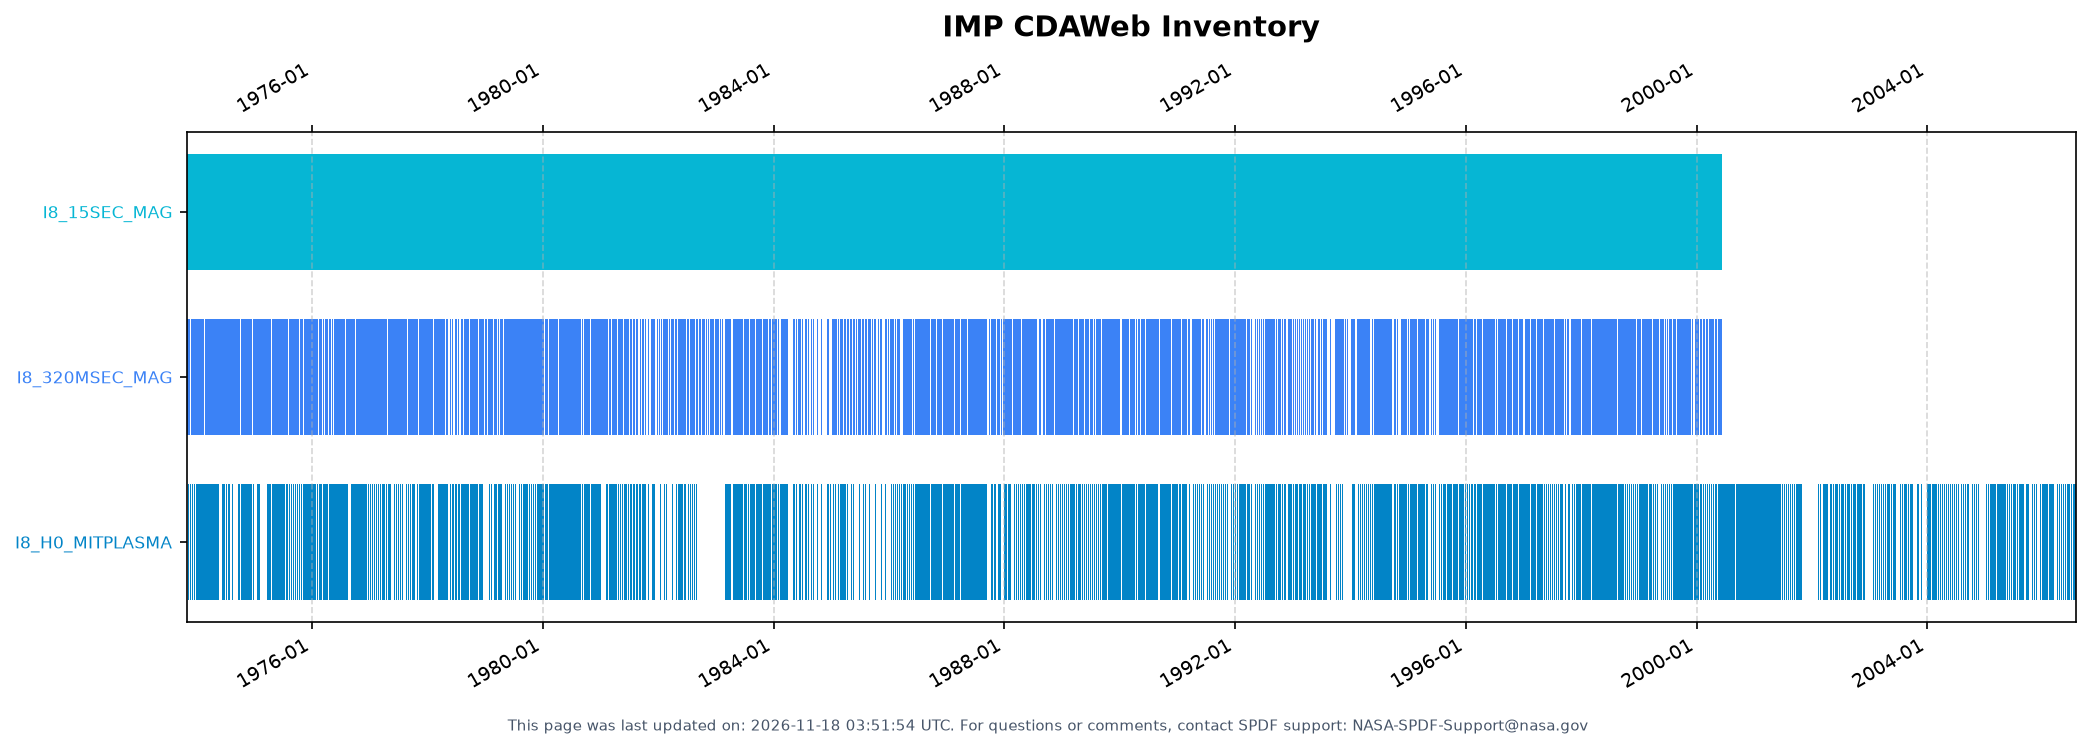 IMP CDAWeb Inventory
1976-01 1980-01 1984-01 1988-01 1992-01 1996-01 2000-01 2004-01
I8_15SEC_MAG
I8_320MSEC_MAG
I8_H0_MITPLASMA
1976-01 1980-01 1984-01 1988-01 1992-01 1996-01 2000-01 2004-01
This page was last updated on: 2026-11-18 03:51:54 UTC. For questions or comments, contact SPDF support: NASA-SPDF-Support@nasa.gov